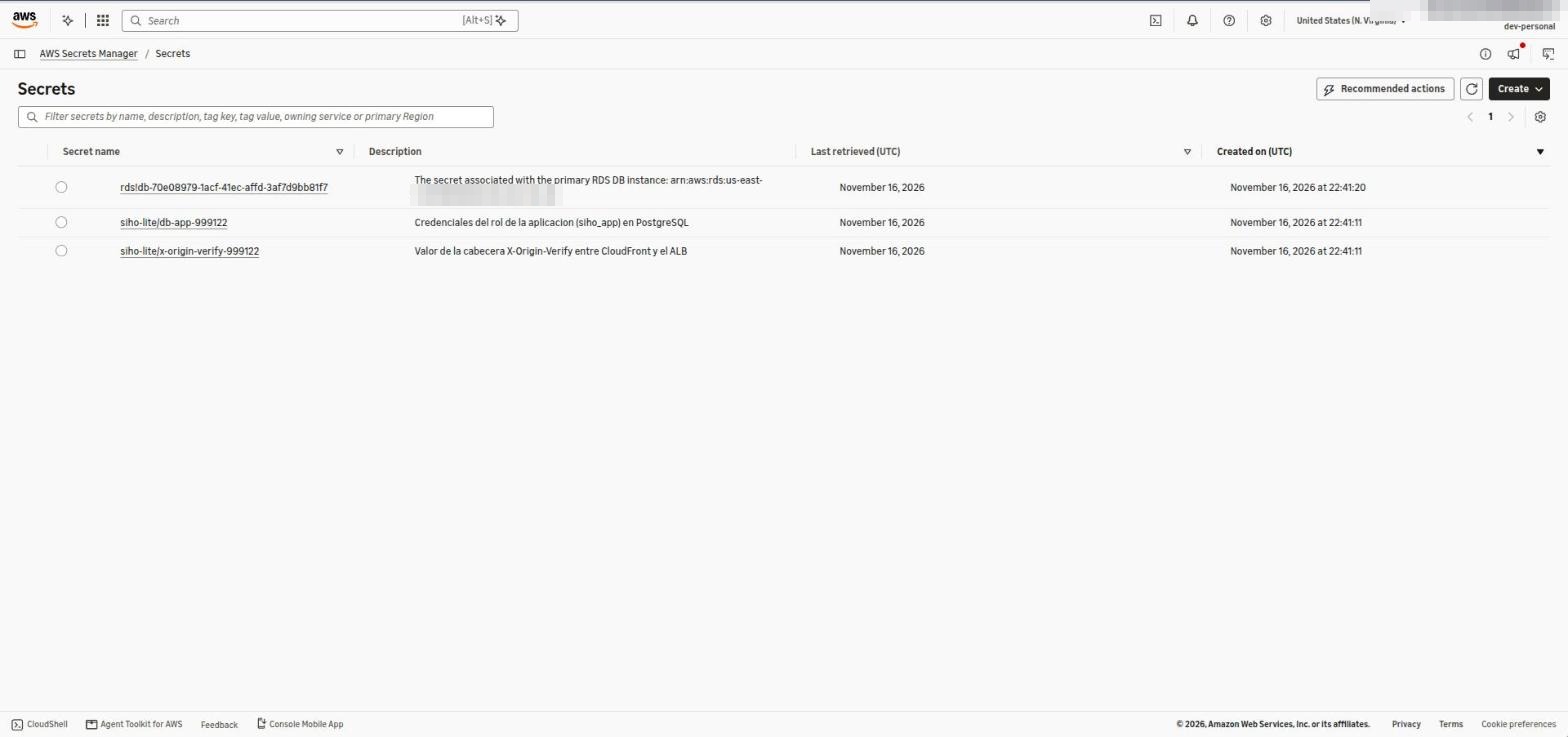 aws
Search [Alt+S]
United States (N. Virginia)
dev-personal
AWS Secrets Manager / Secrets
Secrets
Recommended actions
Create
Filter secrets by name, description, tag key, tag value, owning service or primary Region
1
Secret name Description Last retrieved (UTC) Created on (UTC)
rds!db-70e08979-1acf-41ec-affd-3af7d9bb81f7 The secret associated with the primary RDS DB instance: arn:aws:rds:us-east- November 16, 2026 November 16, 2026 at 22:41:20
siho-lite/db-app-999122 Credenciales del rol de la aplicacion (siho_app) en PostgreSQL November 16, 2026 November 16, 2026 at 22:41:11
siho-lite/x-origin-verify-999122 Valor de la cabecera X-Origin-Verify entre CloudFront y el ALB November 16, 2026 November 16, 2026 at 22:41:11
CloudShell Agent Toolkit for AWS Feedback Console Mobile App © 2026, Amazon Web Services, Inc. or its affiliates. Privacy Terms Cookie preferences